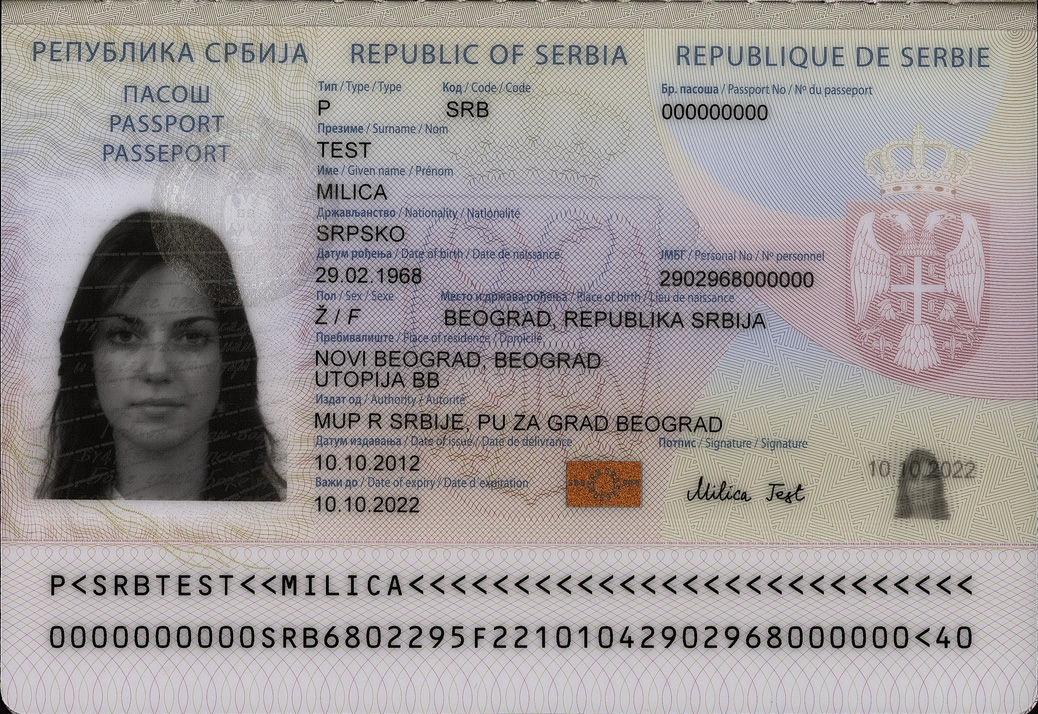 РЕПУБЛИКА СРБИЈА REPUBLIC OF SERBIA REPUBLIQUE DE SERBIE
ПАСОШ
PASSPORT
PASSEPORT
Тип / Type / Type Код / Code / Code Бр. пасоша / Passport No / Nº du passeport
P SRB 000000000
Презиме / Surname / Nom
TEST
Име / Given name / Prénom
MILICA
Држављанство / Nationality / Nationalité
SRPSKO
Датум рођења / Date of birth / Date de naissance ЈМБГ / Personal No / Nº personnel
29.02.1968 2902968000000
Пол / Sex / Sexe Место и држава рођења / Place of birth / Lieu de naissance
Ž / F BEOGRAD, REPUBLIKA SRBIJA
Пребивалиште / Place of residence / Domicile
NOVI BEOGRAD, BEOGRAD
UTOPIJA BB
Издат од / Authority / Autorité
MUP R SRBIJE, PU ZA GRAD BEOGRAD
Датум издавања / Date of issue / Date de délivrance Потпис / Signature / Signature
10.10.2012 10.10.2022
Важи до / Date of expiry / Date d'expiration Milica Test
10.10.2022
P<SRBTEST<<MILICA<<<<<<<<<<<<<<<<<<<<<<<<<<<
0000000000SRB6802295F22101042902968000000<40